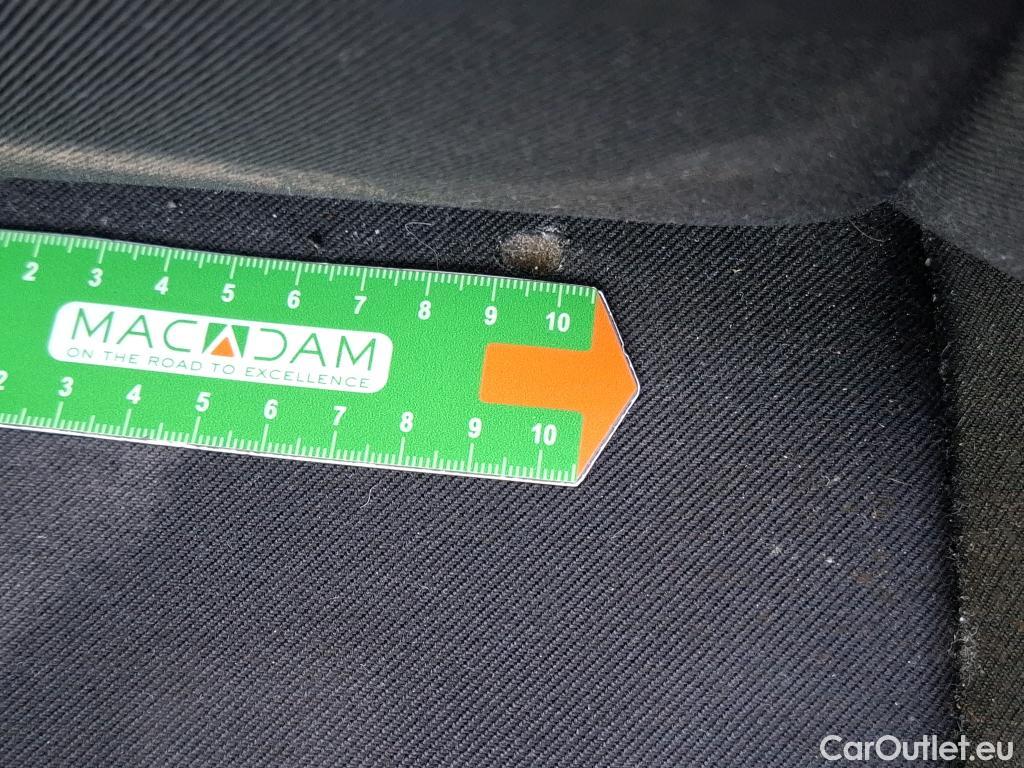 2 3 4 5 6 7 8 9 10
MACADAM
ON THE ROAD TO EXCELLENCE
2 3 4 5 6 7 8 9 10
CarOutlet.eu